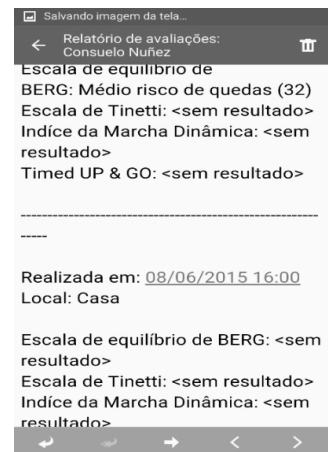 Salvando imagem da tela...
Relatório de avaliações:
Consuelo Nuñez
Escala de equilíbrio de
BERG: Médio risco de quedas (32)
Escala de Tinetti: <sem resultado>
Indíce da Marcha Dinâmica: <sem
resultado>
Timed UP & GO: <sem resultado>
--------------------------------------------------------
-----
Realizada em: 08/06/2015 16:00
Local: Casa
Escala de equilíbrio de BERG: <sem
resultado>
Escala de Tinetti: <sem resultado>
Indíce da Marcha Dinâmica: <sem
resultado>